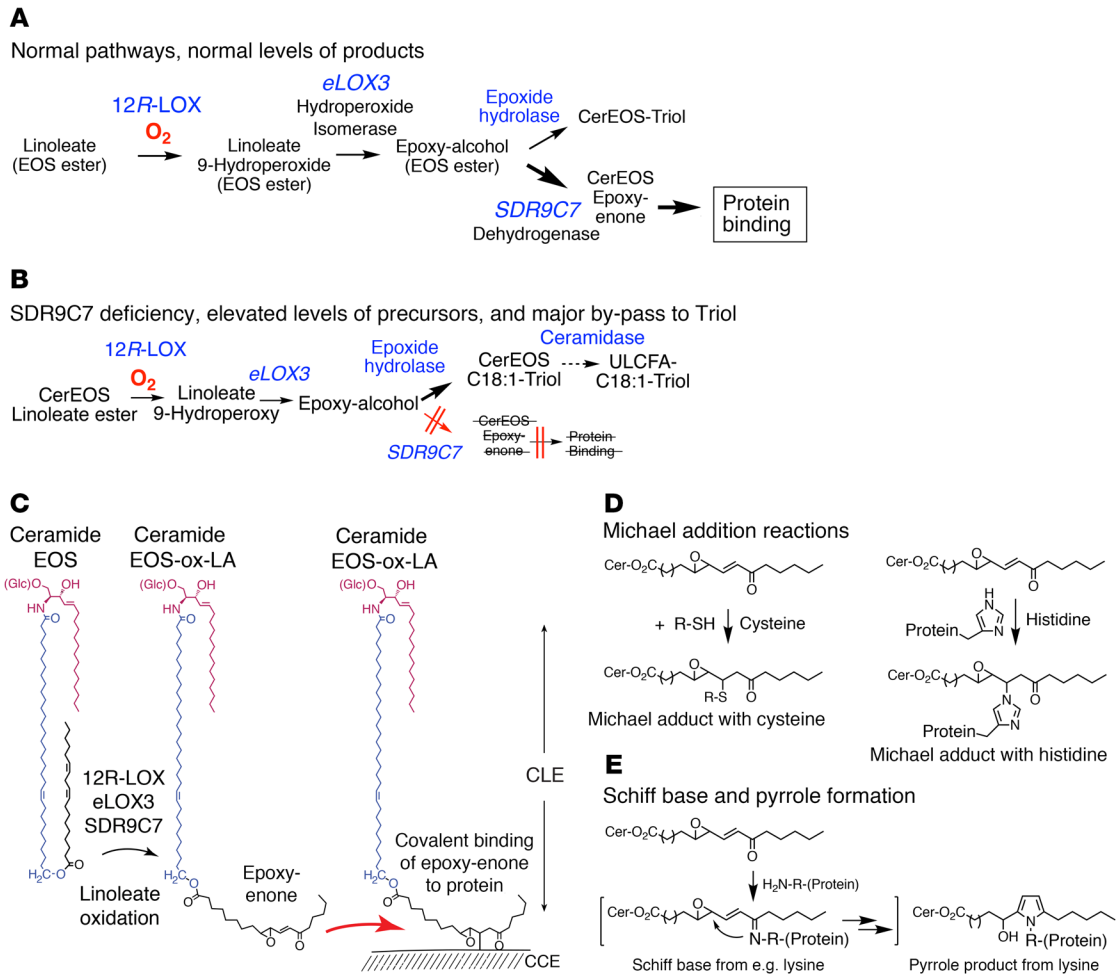 A
Normal pathways, normal levels of products
12R-LOX
O2
Linoleate
(EOS ester)
Linoleate
9-Hydroperoxide
(EOS ester)
eLOX3
Hydroperoxide
Isomerase
Epoxy-alcohol
(EOS ester)
Epoxide
hydrolase
CerEOS-Triol
SDR9C7
Dehydrogenase
CerEOS
Epoxy-
enone
Protein
binding
B
SDR9C7 deficiency, elevated levels of precursors, and major by-pass to Triol
12R-LOX
O2
CerEOS
Linoleate ester
Linoleate
9-Hydroperoxy
eLOX3
Epoxy-alcohol
Epoxide
hydrolase
CerEOS
C18:1-Triol
Ceramidase
ULCFA-
C18:1-Triol
SDR9C7
CerEOS
Epoxy-
enone
Protein
Binding
C
Ceramide
EOS
(Glc)O
OH
HN
O
H2C-O
O
12R-LOX
eLOX3
SDR9C7
Linoleate
oxidation
Ceramide
EOS-ox-LA
(Glc)O
OH
HN
O
H2C
O
O
Epoxy-
enone
O
O
Ceramide
EOS-ox-LA
(Glc)O
OH
HN
O
H2C
O
O
Covalent binding
of epoxy-enone
to protein
O
O
CLE
CCE
D
Michael addition reactions
Cer-O2C
O
O
+ R-SH
Cysteine
Cer-O2C
O
R-S
O
Michael adduct with cysteine
Cer-O2C
O
O
H
N
N
Protein
Histidine
Cer-O2C
O
O
N
N
Protein
Michael adduct with histidine
E
Schiff base and pyrrole formation
Cer-O2C
O
O
H2N-R-(Protein)
Cer-O2C
O
N-R-(Protein)
Schiff base from e.g. lysine
Cer-O2C
OH
N
R-(Protein)
Pyrrole product from lysine